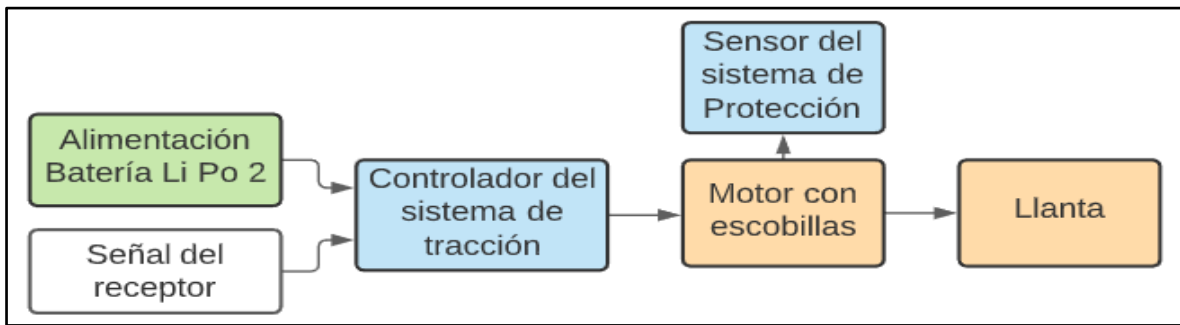 Alimentación
Batería Li Po 2
Señal del
receptor
Controlador del
sistema de
tracción
Sensor del
sistema de
Protección
Motor con
escobillas
Llanta